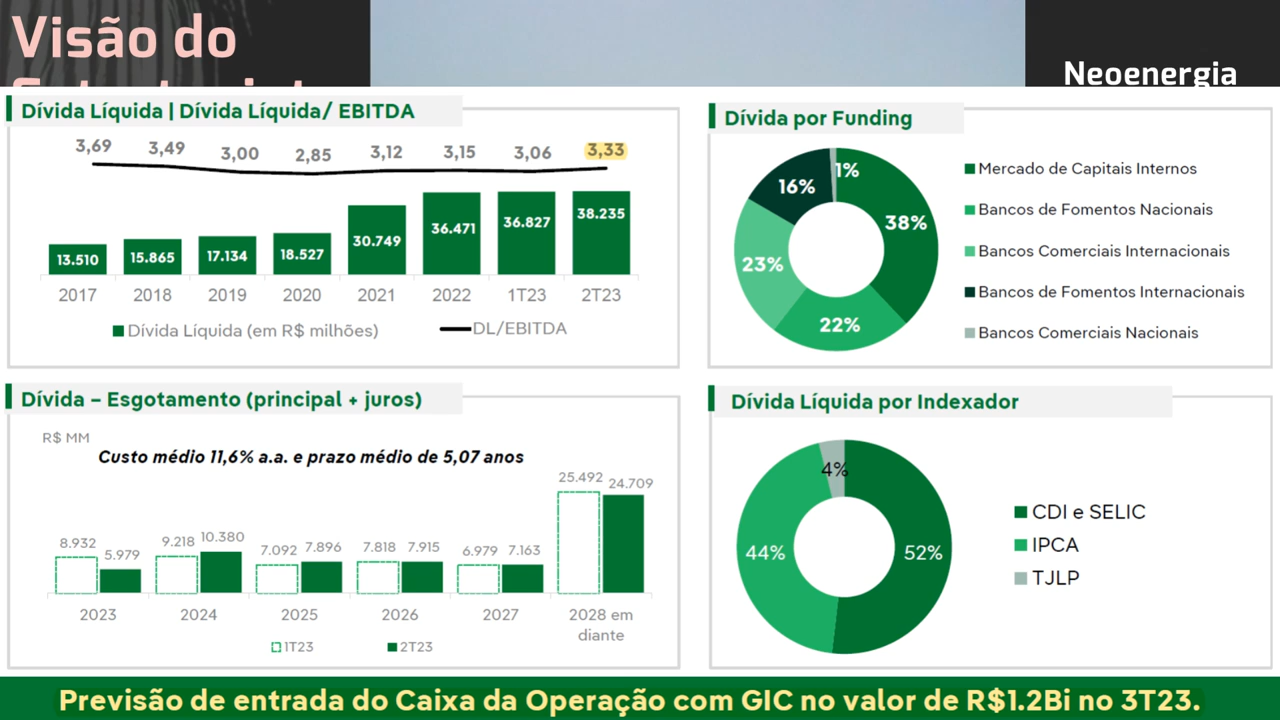 Visão do
Neoenergia
Dívida Líquida | Dívida Líquida/ EBITDA
3,69 3,49 3,00 2,85 3,12 3,15 3,06 3,33
13.510 15.865 17.134 18.527 30.749 36.471 36.827 38.235
2017 2018 2019 2020 2021 2022 1T23 2T23
Dívida Líquida (em R$ milhões) DL/EBITDA
Dívida por Funding
1%
16%
38%
23%
22%
Mercado de Capitais Internos
Bancos de Fomentos Nacionais
Bancos Comerciais Internacionais
Bancos de Fomentos Internacionais
Bancos Comerciais Nacionais
Dívida – Esgotamento (principal + juros)
R$ MM
Custo médio 11,6% a.a. e prazo médio de 5,07 anos
8.932 5.979 9.218 10.380 7.092 7.896 7.818 7.915 6.979 7.163 25.492 24.709
2023 2024 2025 2026 2027 2028 em
diante
1T23 2T23
Dívida Líquida por Indexador
4%
44%
52%
CDI e SELIC
IPCA
TJLP
Previsão de entrada do Caixa da Operação com GIC no valor de R$1.2Bi no 3T23.